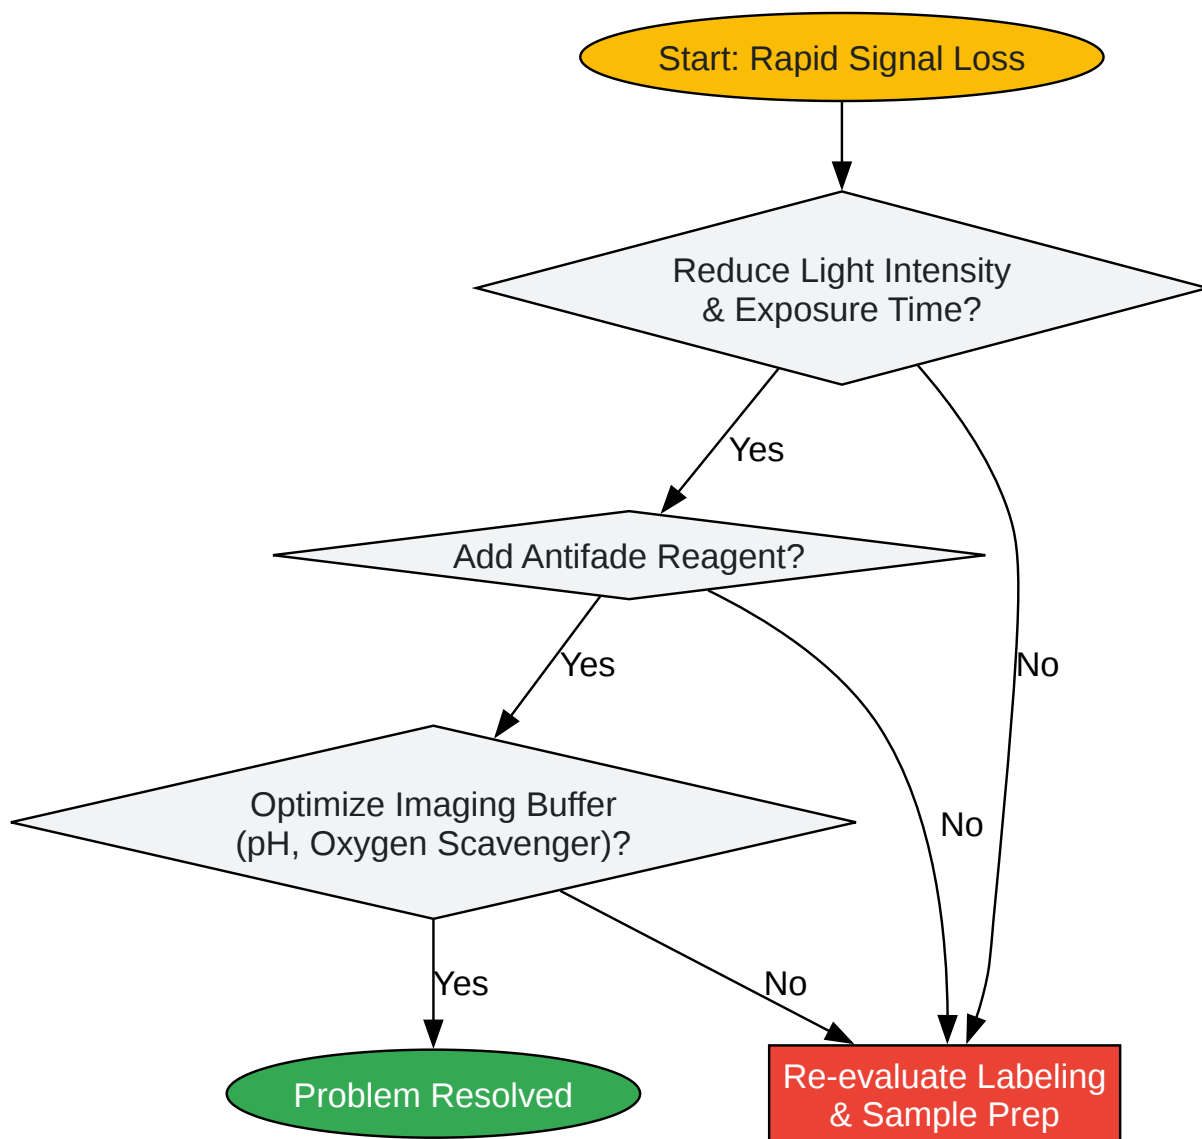 Start: Rapid Signal Loss
Reduce Light Intensity
& Exposure Time?
Yes
Add Antifade Reagent?
Yes
No
Optimize Imaging Buffer
(pH, Oxygen Scavenger)?
No
Yes
No
Problem Resolved
Re-evaluate Labeling
& Sample Prep